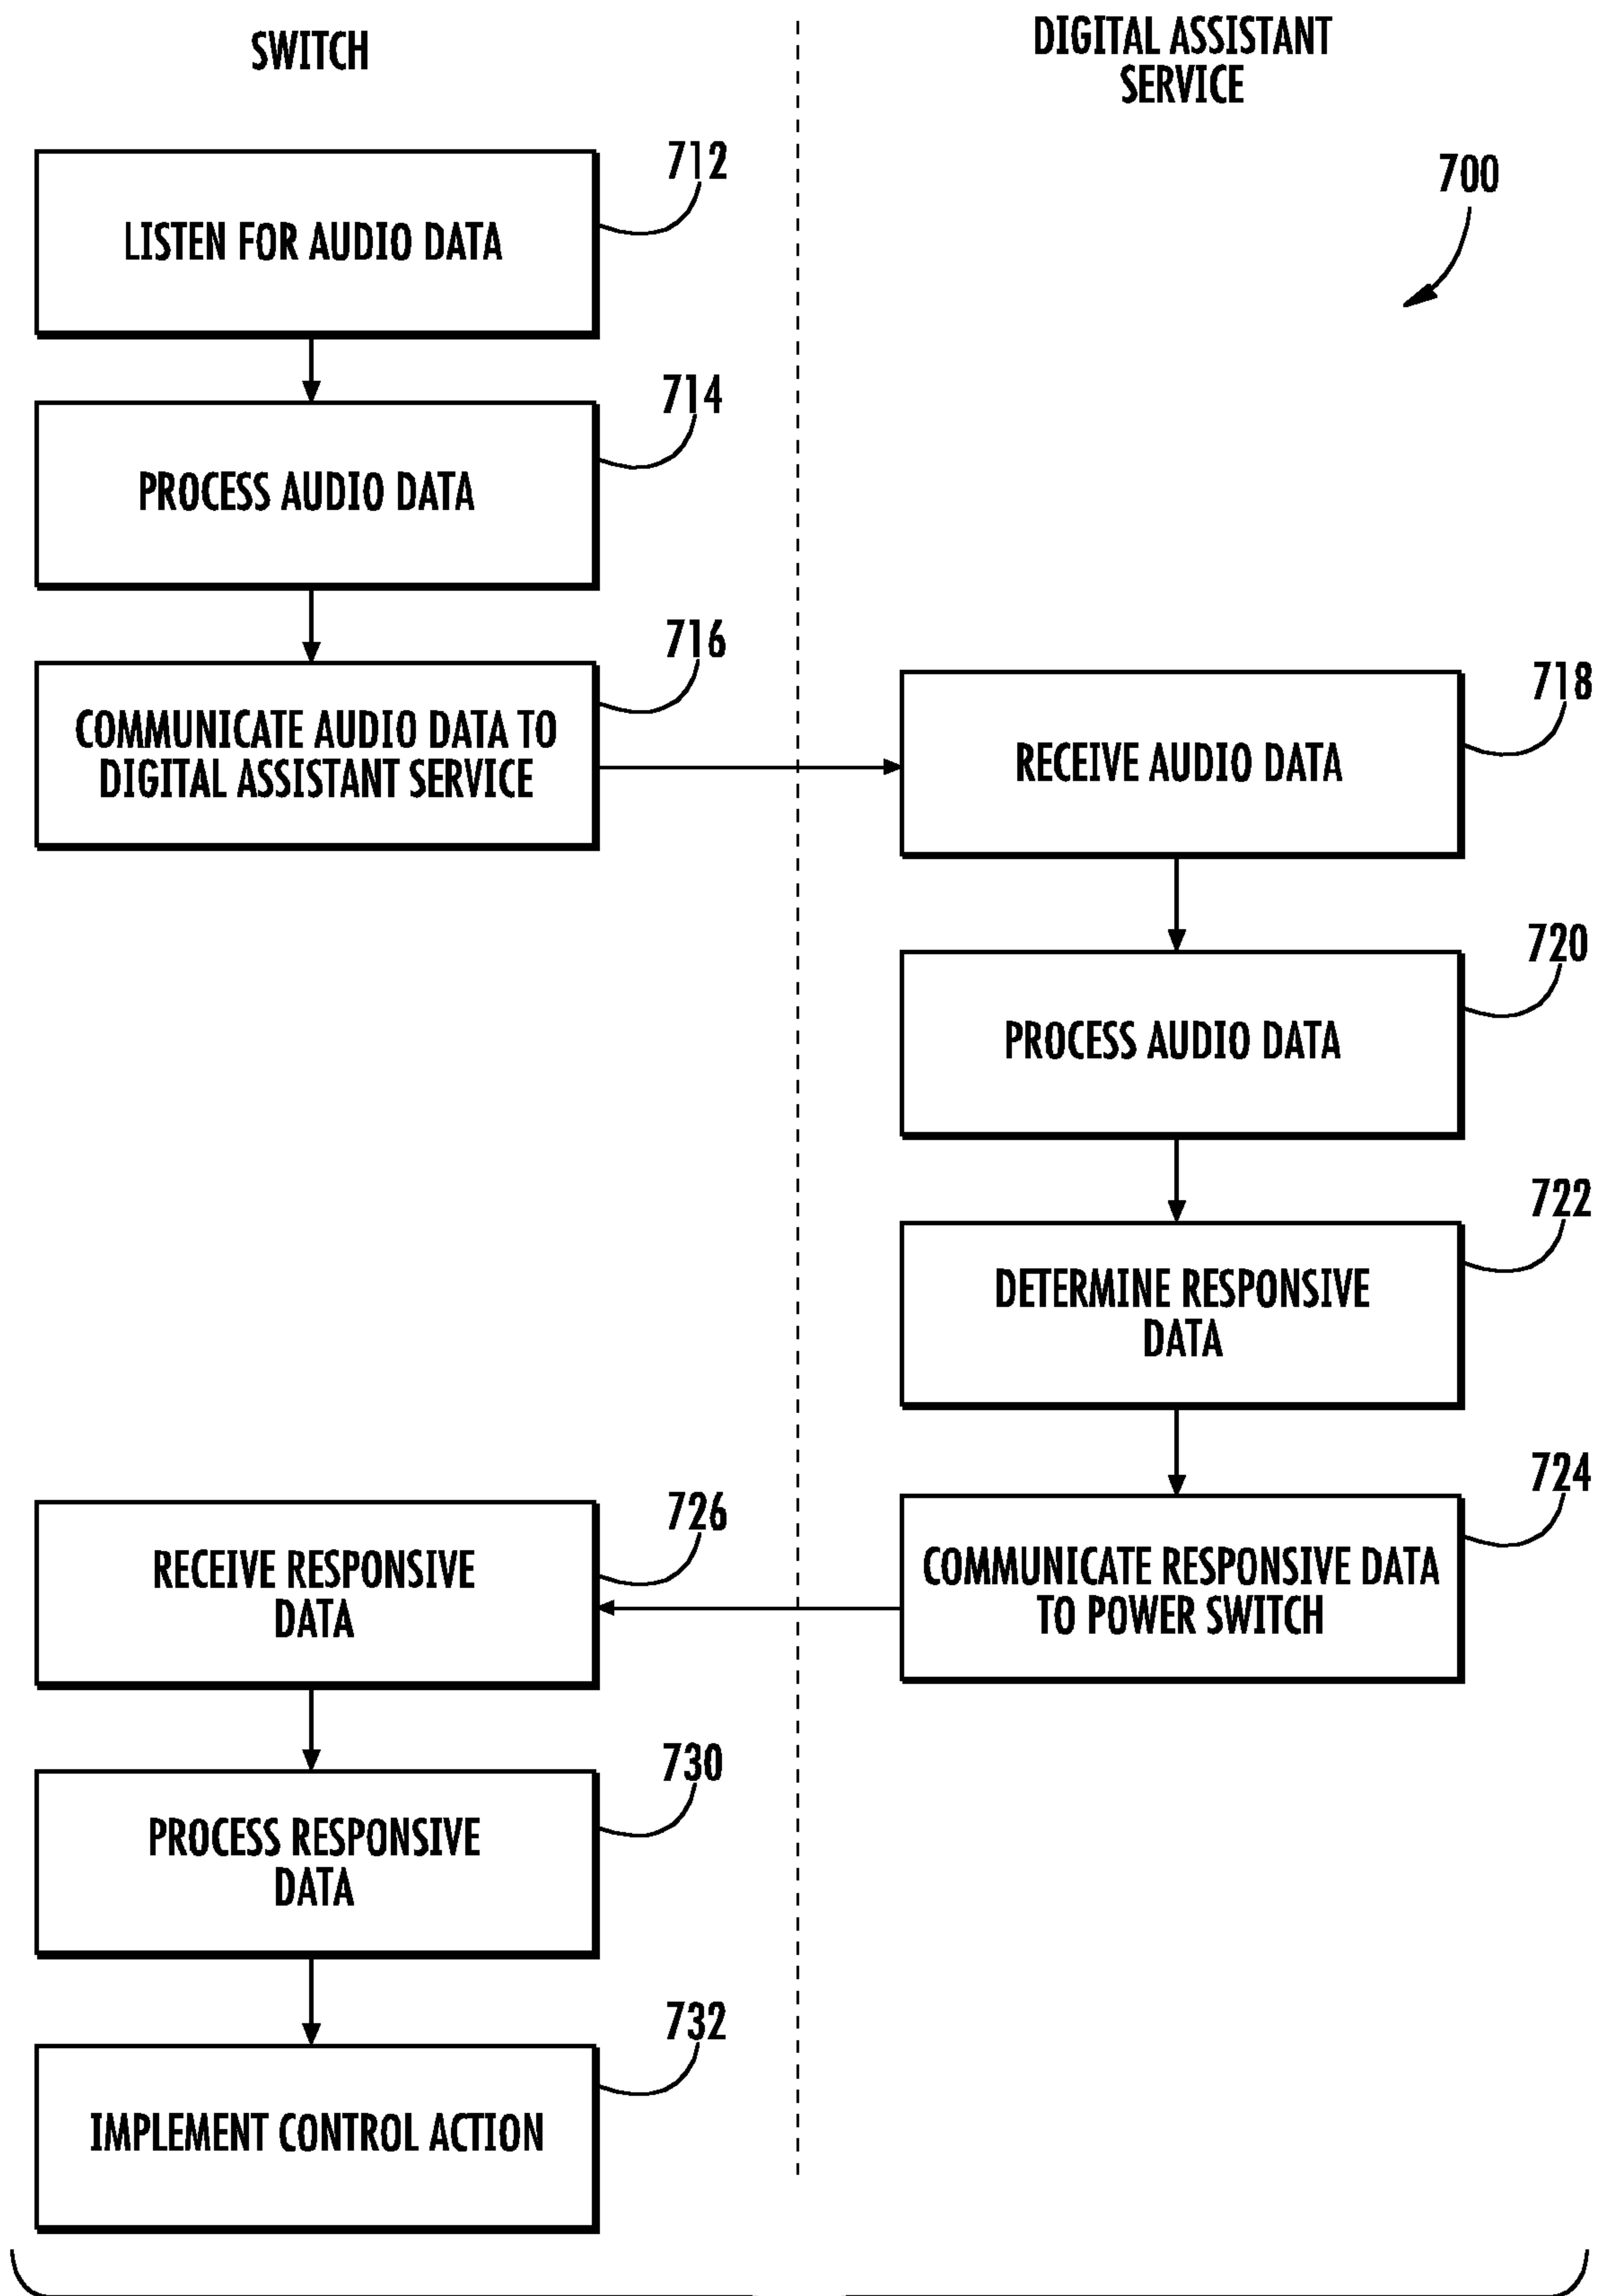 SWITCH
DIGITAL ASSISTANT
SERVICE
700
712
LISTEN FOR AUDIO DATA
714
PROCESS AUDIO DATA
716
COMMUNICATE AUDIO DATA TO
DIGITAL ASSISTANT SERVICE
718
RECEIVE AUDIO DATA
720
PROCESS AUDIO DATA
722
DETERMINE RESPONSIVE
DATA
724
COMMUNICATE RESPONSIVE DATA
TO POWER SWITCH
726
RECEIVE RESPONSIVE
DATA
730
PROCESS RESPONSIVE
DATA
732
IMPLEMENT CONTROL ACTION